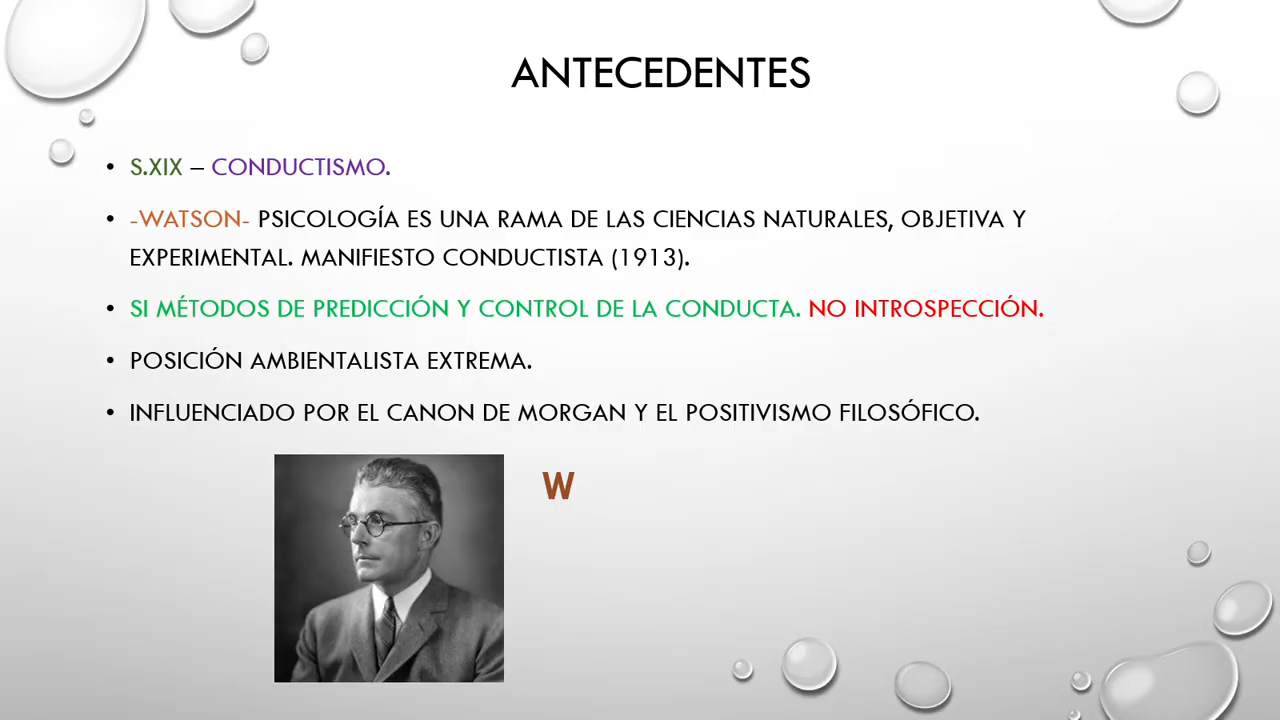 ANTECEDENTES
• S.XIX – CONDUCTISMO.
• -WATSON- PSICOLOGÍA ES UNA RAMA DE LAS CIENCIAS NATURALES, OBJETIVA Y
EXPERIMENTAL. MANIFIESTO CONDUCTISTA (1913).
• SI MÉTODOS DE PREDICCIÓN Y CONTROL DE LA CONDUCTA. NO INTROSPECCIÓN.
• POSICIÓN AMBIENTALISTA EXTREMA.
• INFLUENCIADO POR EL CANON DE MORGAN Y EL POSITIVISMO FILOSÓFICO.
W